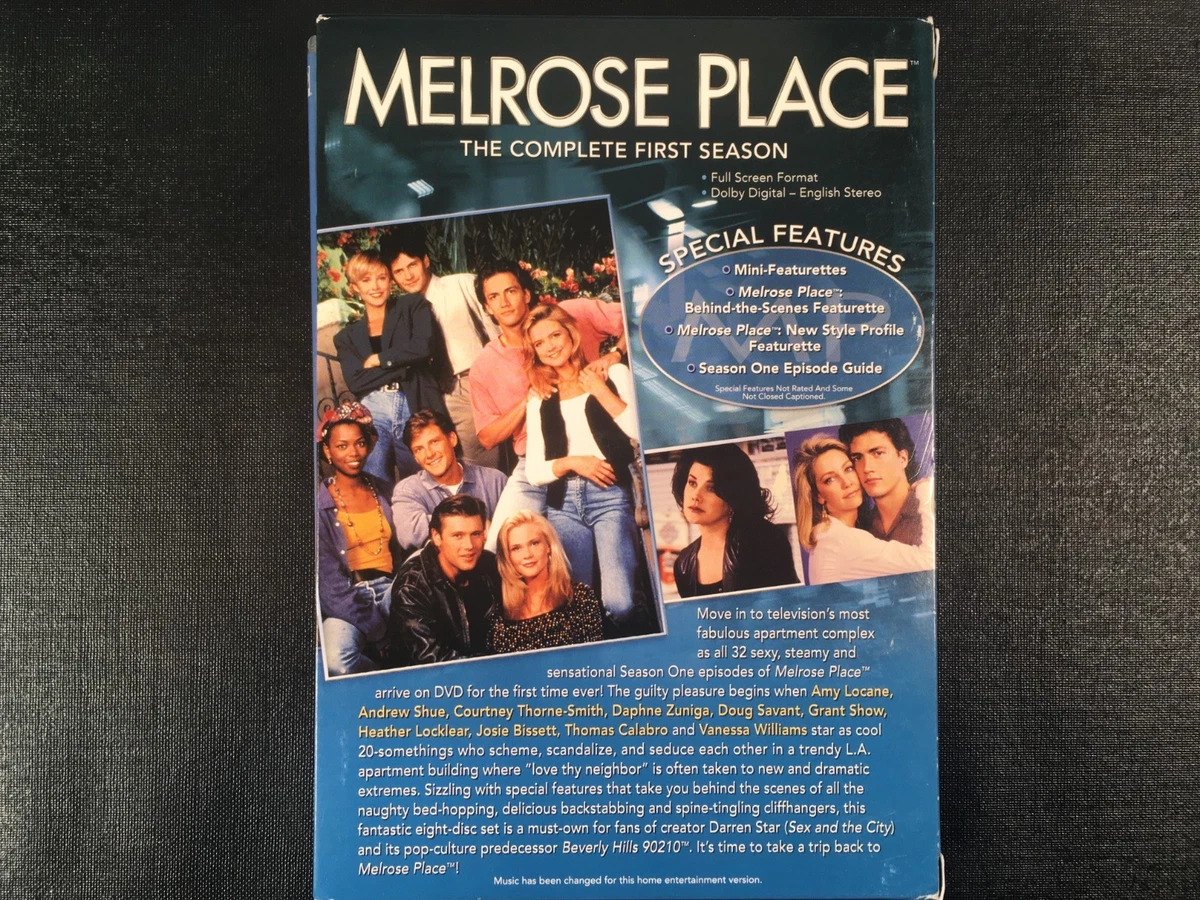 MELROSE PLACE™
THE COMPLETE FIRST SEASON
• Full Screen Format
• Dolby Digital – English Stereo
SPECIAL FEATURES
Mini-Featurettes
Melrose Place™:
Behind-the-Scenes Featurette
Melrose Place™: New Style Profile
Featurette
Season One Episode Guide
Special Features Not Rated And Some
Not Closed Captioned.
MP
Move in to television's most
fabulous apartment complex
as all 32 sexy, steamy and
sensational Season One episodes of Melrose Place™
arrive on DVD for the first time ever! The guilty pleasure begins when Amy Locane,
Andrew Shue, Courtney Thorne-Smith, Daphne Zuniga, Doug Savant, Grant Show,
Heather Locklear, Josie Bissett, Thomas Calabro and Vanessa Williams star as cool
20-somethings who scheme, scandalize, and seduce each other in a trendy L.A.
apartment building where "love thy neighbor" is often taken to new and dramatic
extremes. Sizzling with special features that take you behind the scenes of all the
naughty bed-hopping, delicious backstabbing and spine-tingling cliffhangers, this
fantastic eight-disc set is a must-own for fans of creator Darren Star (Sex and the City)
and its pop-culture predecessor Beverly Hills 90210™. It's time to take a trip back to
Melrose Place™!
Music has been changed for this home entertainment version.